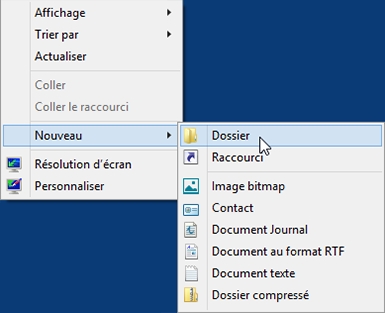 Affichage
Trier par
Actualiser
Coller
Coller le raccourci
Nouveau
Résolution d'écran
Personnaliser
Dossier
Raccourci
Image bitmap
Contact
Document Journal
Document au format RTF
Document texte
Dossier compressé